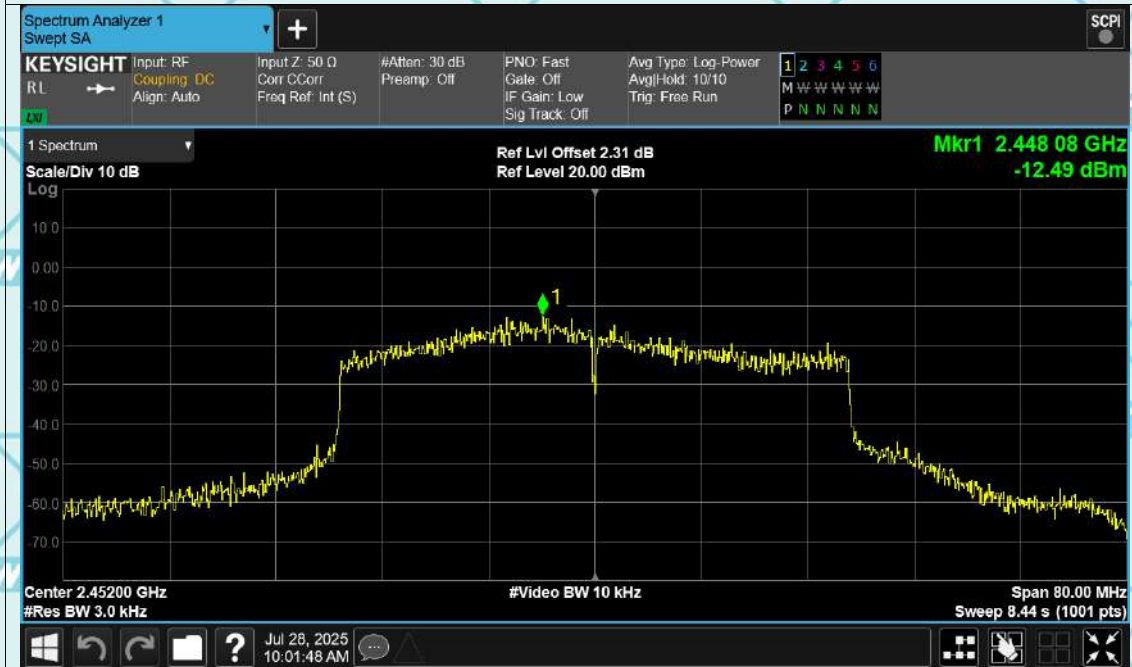 Spectrum Analyzer 1
Swept SA
+
SCPI
KEYSIGHT
RL
LXI
Input: RF
Coupling: DC
Align: Auto
Input Z: 50 Ω
Corr CCorr
Freq Ref: Int (S)
#Atten: 30 dB
Preamp: Off
PNO: Fast
Gate: Off
IF Gain: Low
Sig Track: Off
Avg Type: Log-Power
Avg|Hold: 10/10
Trig: Free Run
1 2 3 4 5 6
M W W W W W
P N N N N N
1 Spectrum
Scale/Div 10 dB
Log
Ref Lvl Offset 2.31 dB
Ref Level 20.00 dBm
Mkr1 2.448 08 GHz
-12.49 dBm
10.0
0.00
-10.0
-20.0
-30.0
-40.0
-50.0
-60.0
-70.0
1
Center 2.45200 GHz
#Res BW 3.0 kHz
#Video BW 10 kHz
Span 80.00 MHz
Sweep 8.44 s (1001 pts)
?
Jul 28, 2025
10:01:48 AM